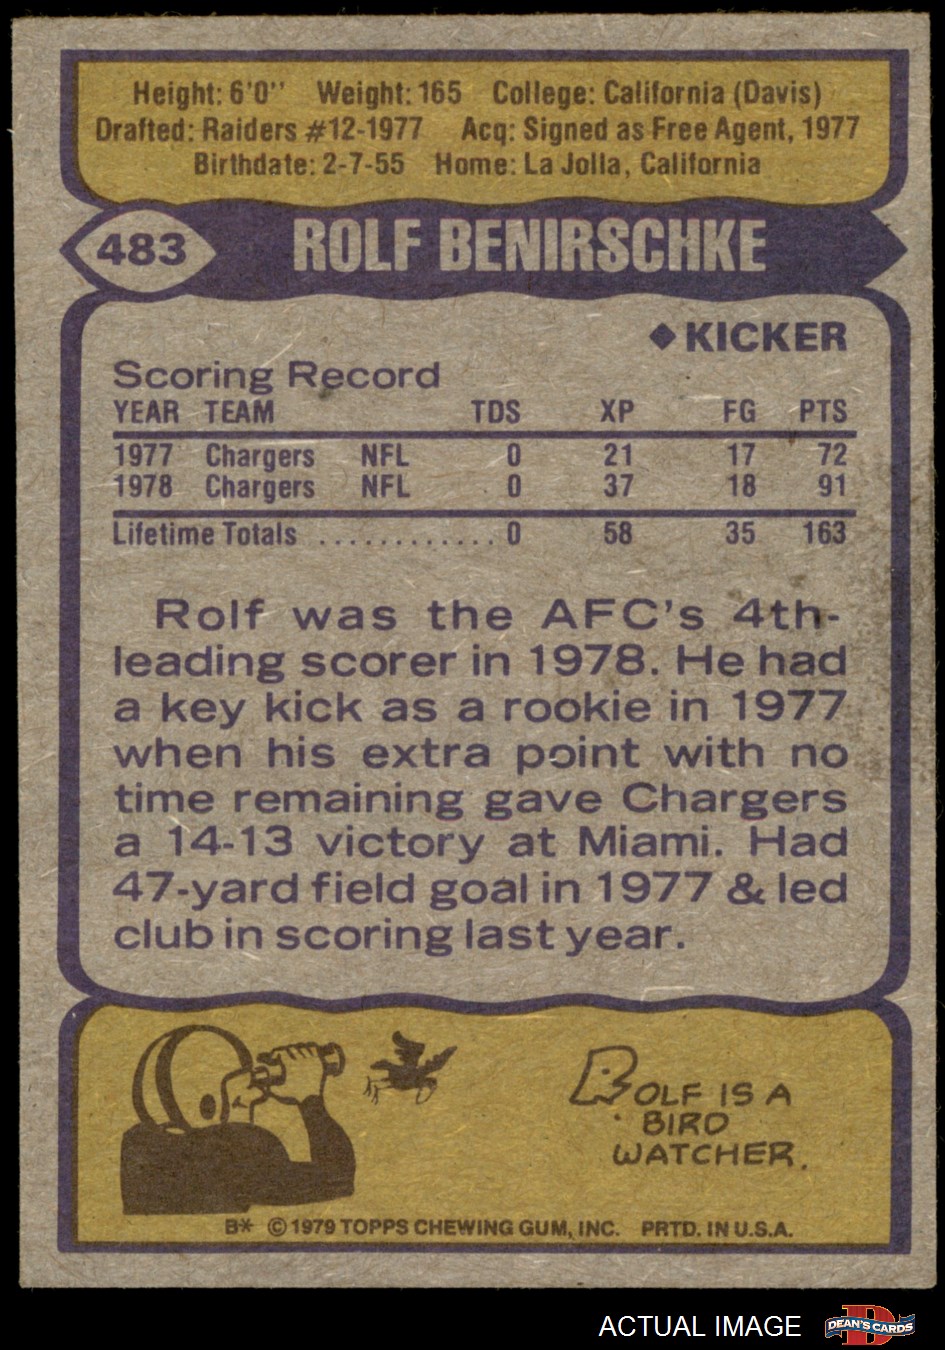 Height: 6'0'' Weight: 165 College: California (Davis)
Drafted: Raiders #12-1977 Acq: Signed as Free Agent, 1977
Birthdate: 2-7-55 Home: La Jolla, California
483 ROLF BENIRSCHKE
◆ KICKER
Scoring Record
YEAR TEAM TDS XP FG PTS
1977 Chargers NFL 0 21 17 72
1978 Chargers NFL 0 37 18 91
Lifetime Totals ............. 0 58 35 163
Rolf was the AFC's 4th-
leading scorer in 1978. He had
a key kick as a rookie in 1977
when his extra point with no
time remaining gave Chargers
a 14-13 victory at Miami. Had
47-yard field goal in 1977 & led
club in scoring last year.
ROLF IS A
BIRD
WATCHER.
B* © 1979 TOPPS CHEWING GUM, INC. PRTD. IN U.S.A.
ACTUAL IMAGE D DEAN'S CARDS